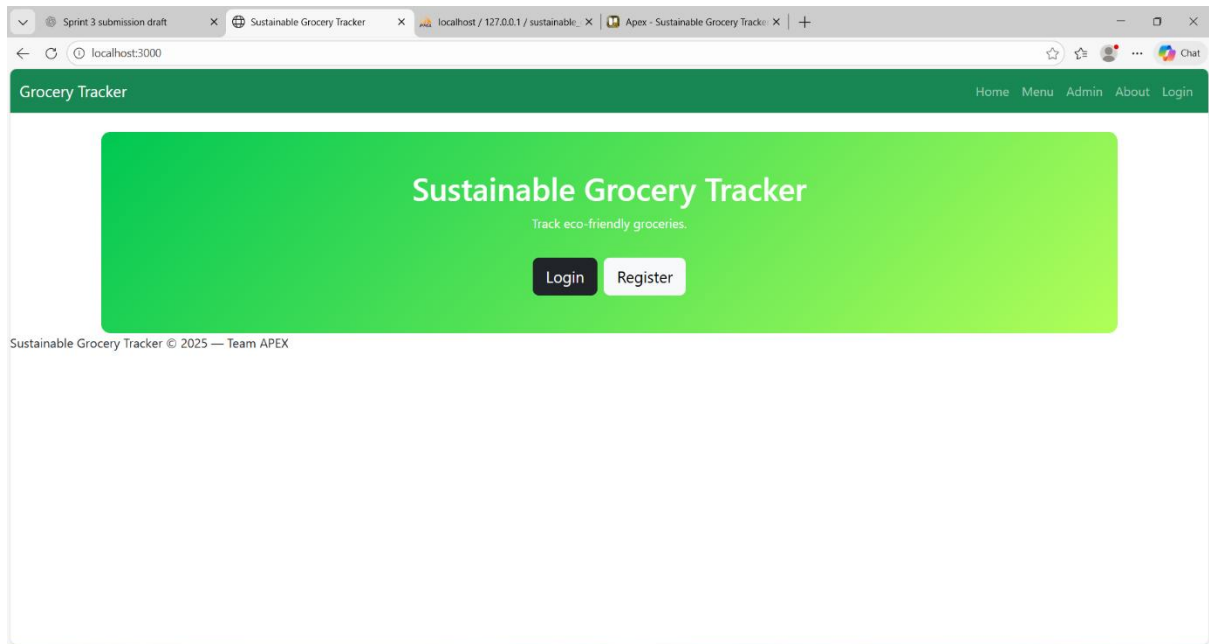 Sprint 3 submission draft
Sustainable Grocery Tracker
localhost / 127.0.0.1 / sustainable_
Apex - Sustainable Grocery Tracke
localhost:3000
Chat
Grocery Tracker
Home Menu Admin About Login
Sustainable Grocery Tracker
Track eco-friendly groceries.
Login Register
Sustainable Grocery Tracker © 2025 — Team APEX